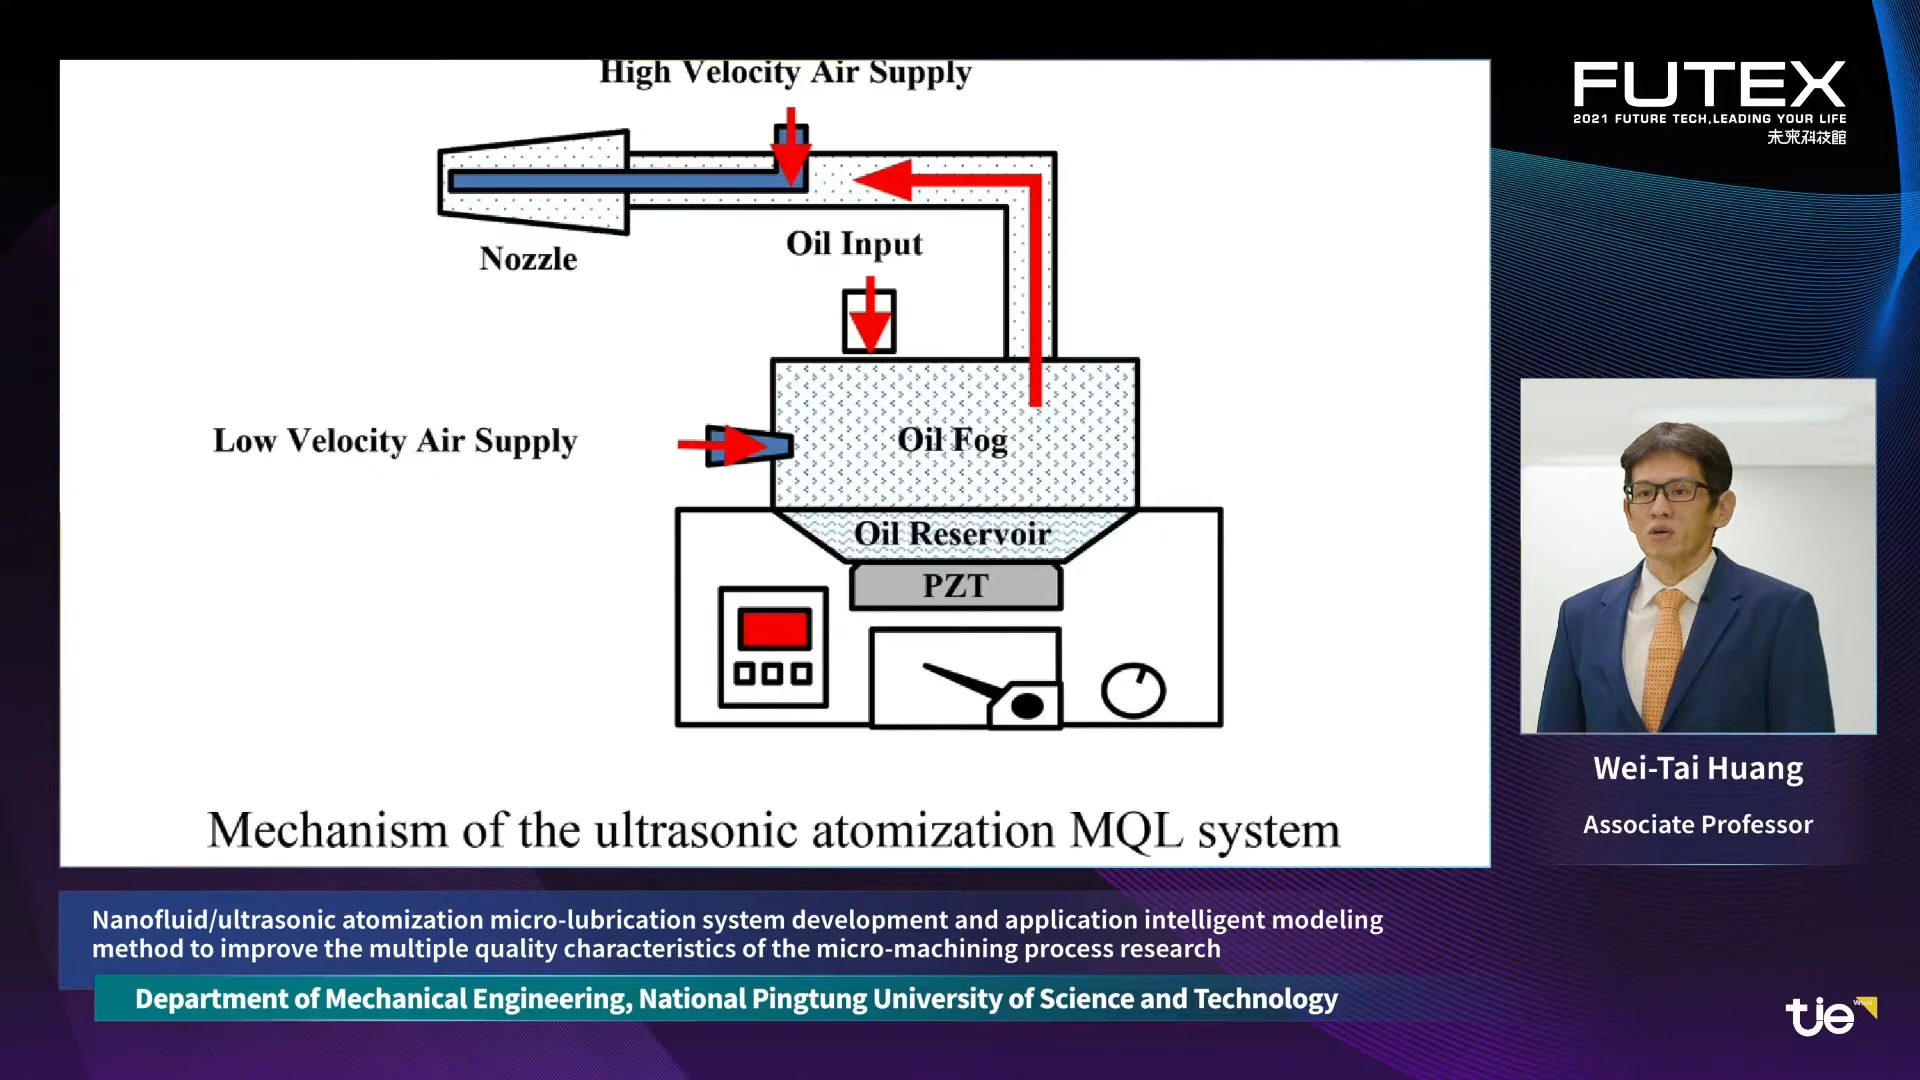 High Velocity Air Supply
Nozzle
Oil Input
Low Velocity Air Supply
Oil Fog
Oil Reservoir
PZT
Mechanism of the ultrasonic atomization MQL system
FUTEX
2021 FUTURE TECH,LEADING YOUR LIFE
未來科技館
Wei-Tai Huang
Associate Professor
Nanofluid/ultrasonic atomization micro-lubrication system development and application intelligent modeling
method to improve the multiple quality characteristics of the micro-machining process research
Department of Mechanical Engineering, National Pingtung University of Science and Technology
tie
Virtual